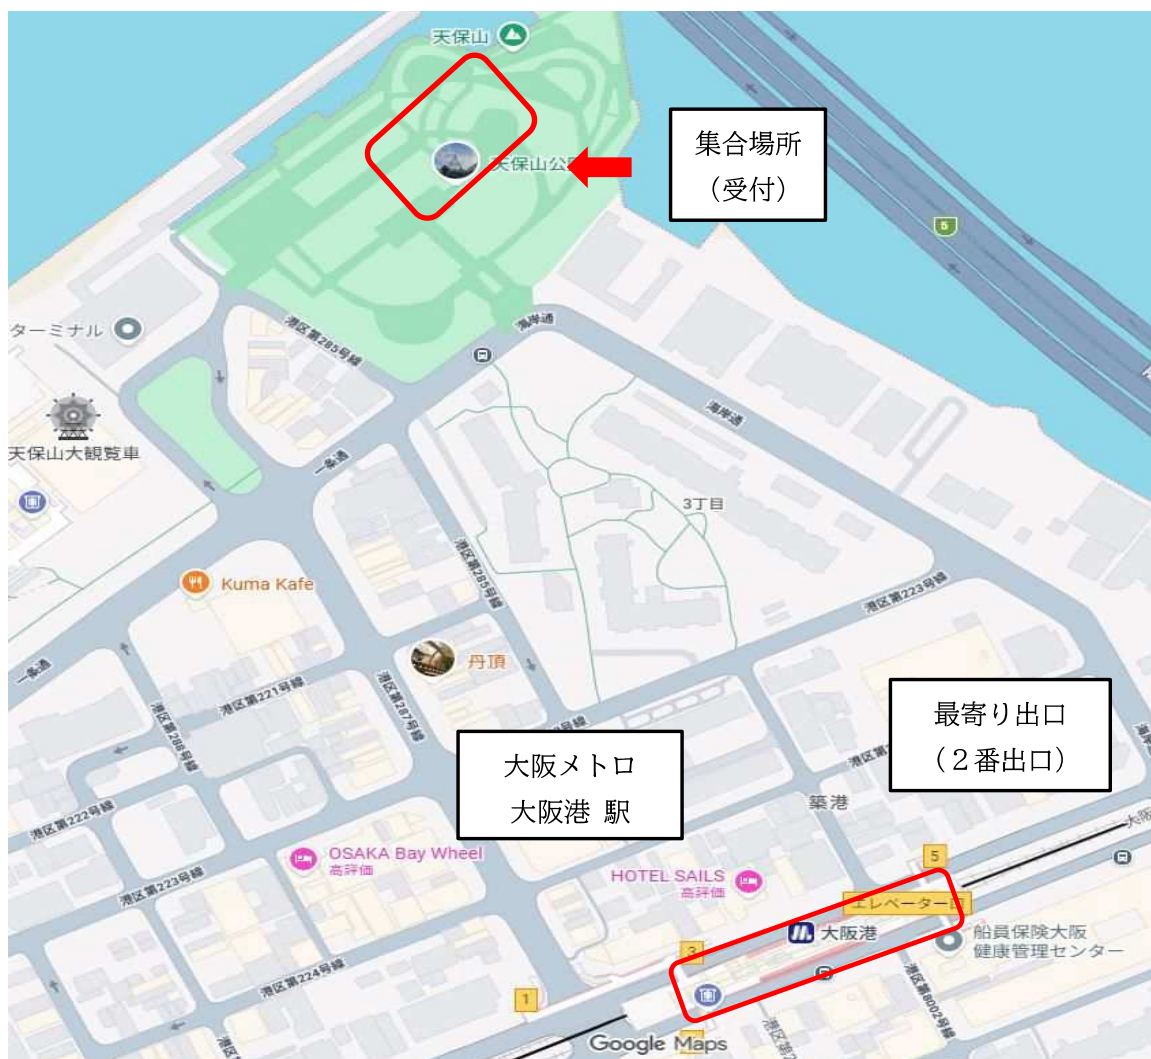 天保山
集合場所
（受付）
天保山公園
5
ターミナル
港区第285号線
海岸通
海岸通
天保山大観覧車
一条通
3丁目
Kuma Kafe
港区第285号線
港区第223号線
丹頂
一条通
港区第221号線
港区第287号線
港区第288号線
最寄り出口
（２番出口）
大阪メトロ
大阪港 駅
築港
港区第222号線
OSAKA Bay Wheel
高評価
5
HOTEL SAILS
高評価
エレベーター口
港区第223号線
大阪港
船員保険大阪
健康管理センター
3
港区第224号線
1
港区第8002号線
Google Maps